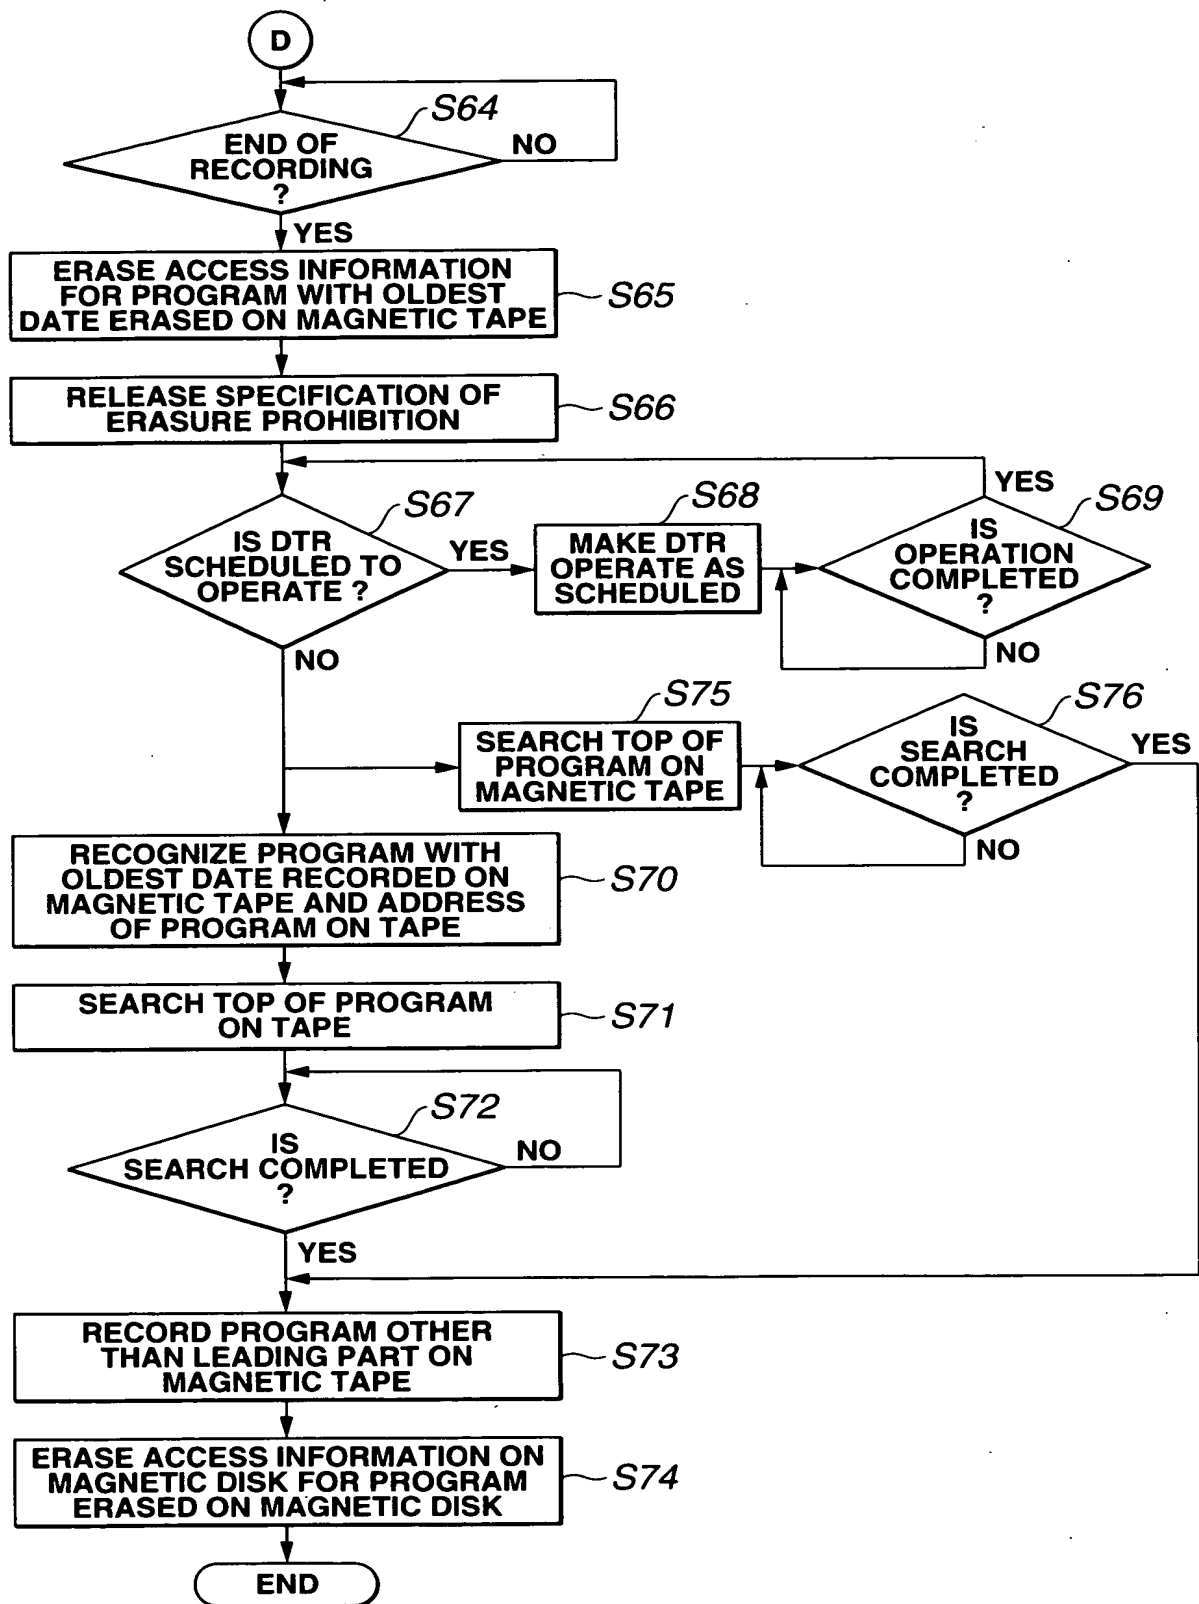 D
S64
END OF
RECORDING
?
NO
YES
ERASE ACCESS INFORMATION
FOR PROGRAM WITH OLDEST
DATE ERASED ON MAGNETIC TAPE
S65
RELEASE SPECIFICATION OF
ERASURE PROHIBITION
S66
S67
IS DTR
SCHEDULED TO
OPERATE ?
YES
NO
S68
MAKE DTR
OPERATE AS
SCHEDULED
YES
S69
IS
OPERATION
COMPLETED
?
NO
S75
SEARCH TOP OF
PROGRAM ON
MAGNETIC TAPE
S76
IS
SEARCH
COMPLETED
?
YES
NO
RECOGNIZE PROGRAM WITH
OLDEST DATE RECORDED ON
MAGNETIC TAPE AND ADDRESS
OF PROGRAM ON TAPE
S70
SEARCH TOP OF PROGRAM
ON TAPE
S71
S72
IS
SEARCH COMPLETED
?
NO
YES
RECORD PROGRAM OTHER
THAN LEADING PART ON
MAGNETIC TAPE
S73
ERASE ACCESS INFORMATION ON
MAGNETIC DISK FOR PROGRAM
ERASED ON MAGNETIC DISK
S74
END